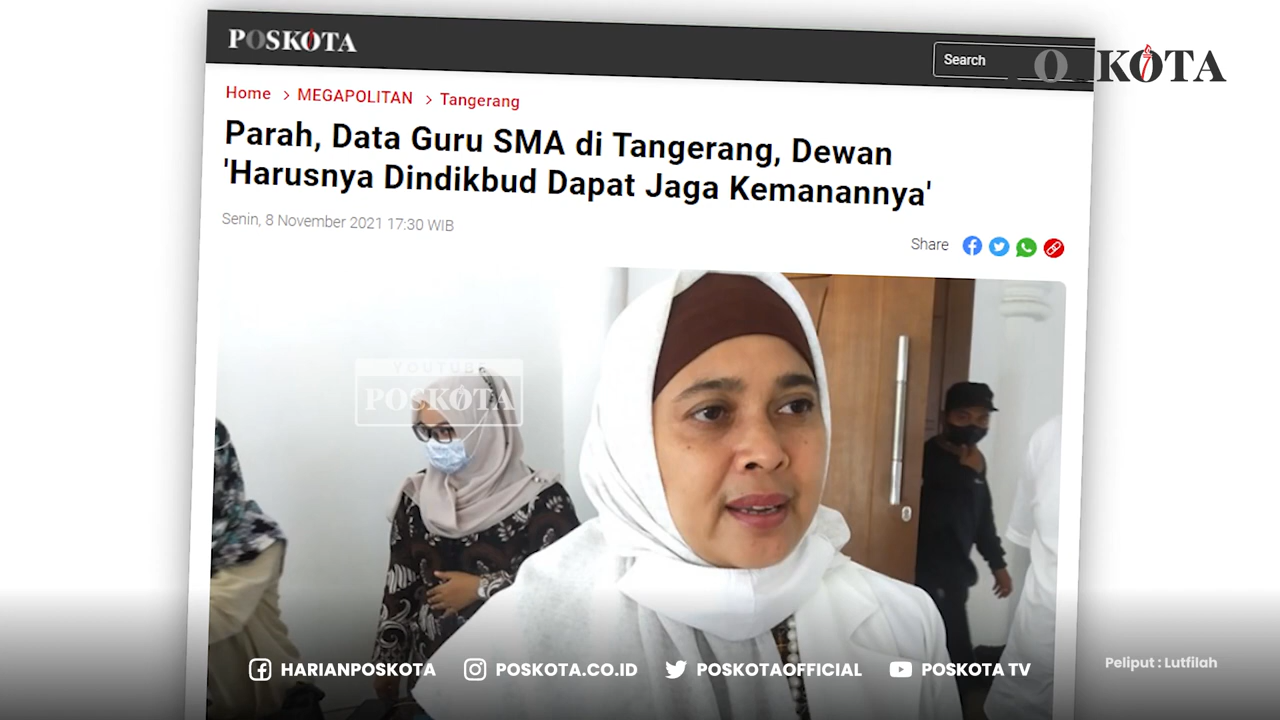 POSKOTA
Search
OSKOTA
Home > MEGAPOLITAN > Tangerang
Parah, Data Guru SMA di Tangerang, Dewan
'Harusnya Dindikbud Dapat Jaga Kemanannya'
Senin, 8 November 2021 17:30 WIB
Share
YOUTUBE
POSKOTA
HARIANPOSKOTA POSKOTA.CO.ID POSKOTAOFFICIAL POSKOTA TV
Peliput : Lutfilah